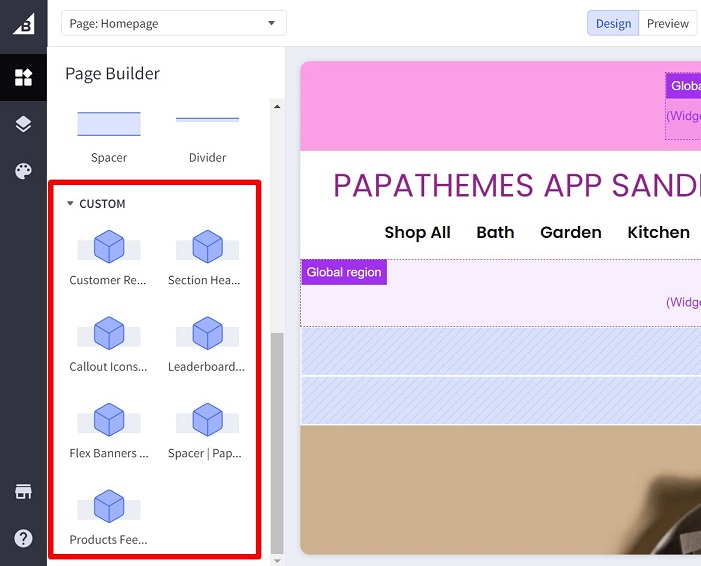 Page: Homepage
Design
Preview
Page Builder
Spacer
Divider
CUSTOM
Customer Re...
Section Hea...
Callout Icons...
Leaderboard...
Flex Banners ...
Spacer | Pap...
Products Fee...
Global
(Widge
PAPATHEMES APP SAND
Shop All Bath Garden Kitchen
Global region
(Widge